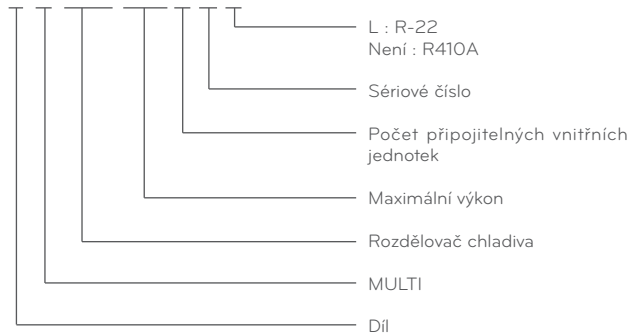 L : R-22
Není : R410A
Sériové číslo
Počet připojitelných vnitřních
jednotek
Maximální výkon
Rozdělovač chladiva
MULTI
Díl